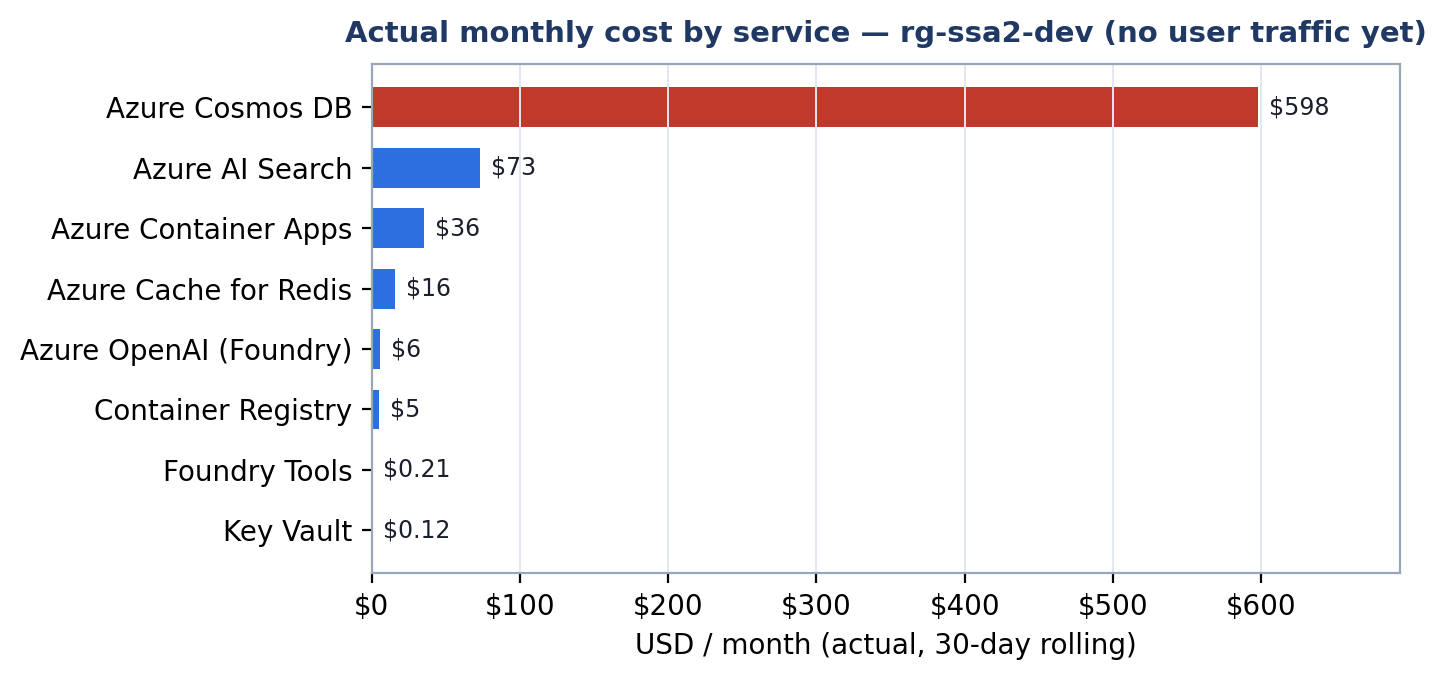 Actual monthly cost by service — rg-ssa2-dev (no user traffic yet)
Azure Cosmos DB $598
Azure AI Search $73
Azure Container Apps $36
Azure Cache for Redis $16
Azure OpenAI (Foundry) $6
Container Registry $5
Foundry Tools $0.21
Key Vault $0.12
$0 $100 $200 $300 $400 $500 $600
USD / month (actual, 30-day rolling)